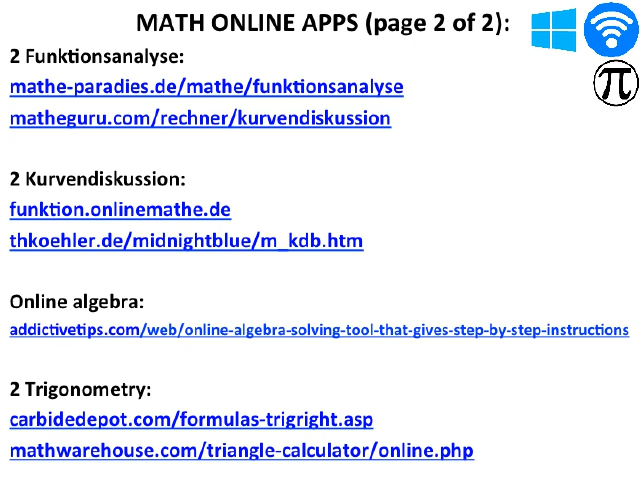 MATH ONLINE APPS (page 2 of 2):
2 Funktionsanalyse:
mathe-paradies.de/mathe/funktionsanalyse
matheguru.com/rechner/kurvendiskussion
2 Kurvendiskussion:
funktion.onlinemathe.de
thkoehler.de/midnightblue/m_kdb.htm
Online algebra:
addictivetips.com/web/online-algebra-solving-tool-that-gives-step-by-step-instructions
2 Trigonometry:
carbidedepot.com/formulas-trigright.asp
mathwarehouse.com/triangle-calculator/online.php